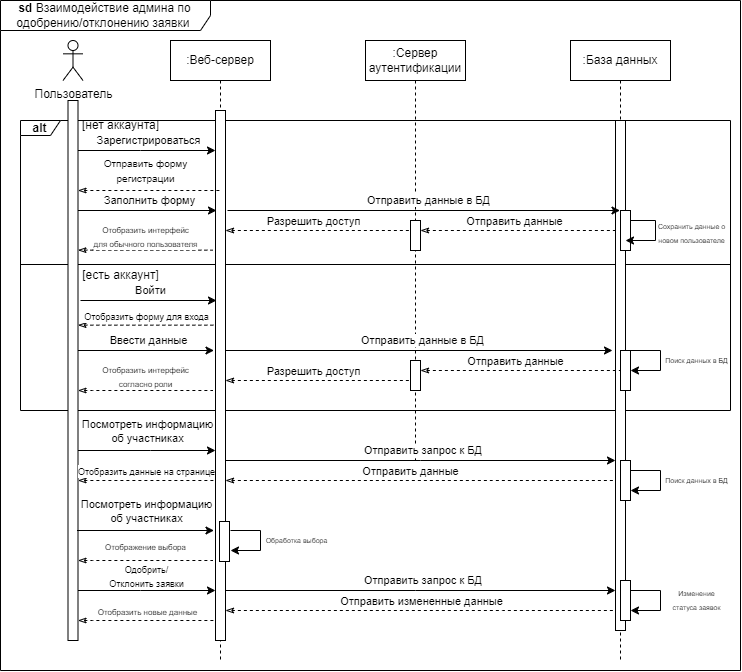 sd Взаимодействие админа по
одобрению/отклонению заявки
Пользователь
:Веб-сервер
:Сервер
аутентификации
:База данных
alt
[нет аккаунта]
Зарегистрироваться
Отправить форму
регистрации
Заполнить форму
Отправить данные в БД
Разрешить доступ
Отправить данные
Сохранить данные о
новом пользователе
Отобразить интерфейс
для обычного пользователя
[есть аккаунт]
Войти
Отобразить форму для входа
Ввести данные
Отправить данные в БД
Поиск данных в БД
Разрешить доступ
Отправить данные
Отобразить интерфейс
согласно роли
Посмотреть информацию
об участниках
Отправить запрос к БД
Отобразить данные на странице
Отправить данные
Поиск данных в БД
Посмотреть информацию
об участниках
Обработка выбора
Отображение выбора
Одобрить/
Отклонить заявки
Отправить запрос к БД
Изменение
статуса заявок
Отправить измененные данные
Отобразить новые данные